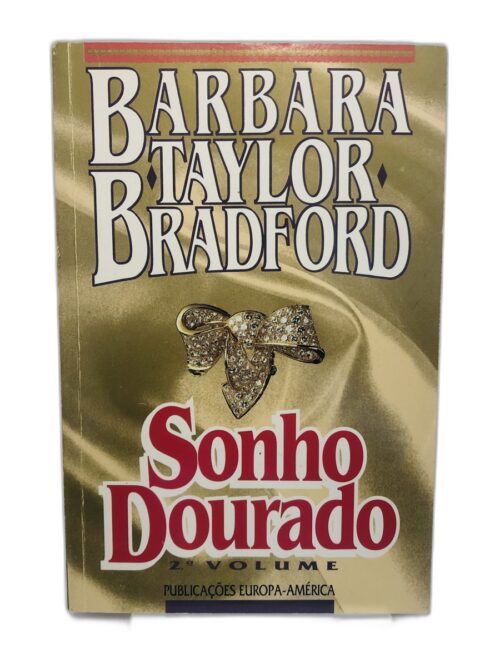 BARBARA
TAYLOR
BRADFORD
Sonho
Dourado
2.º VOLUME
PUBLICAÇÕES EUROPA-AMÉRICA